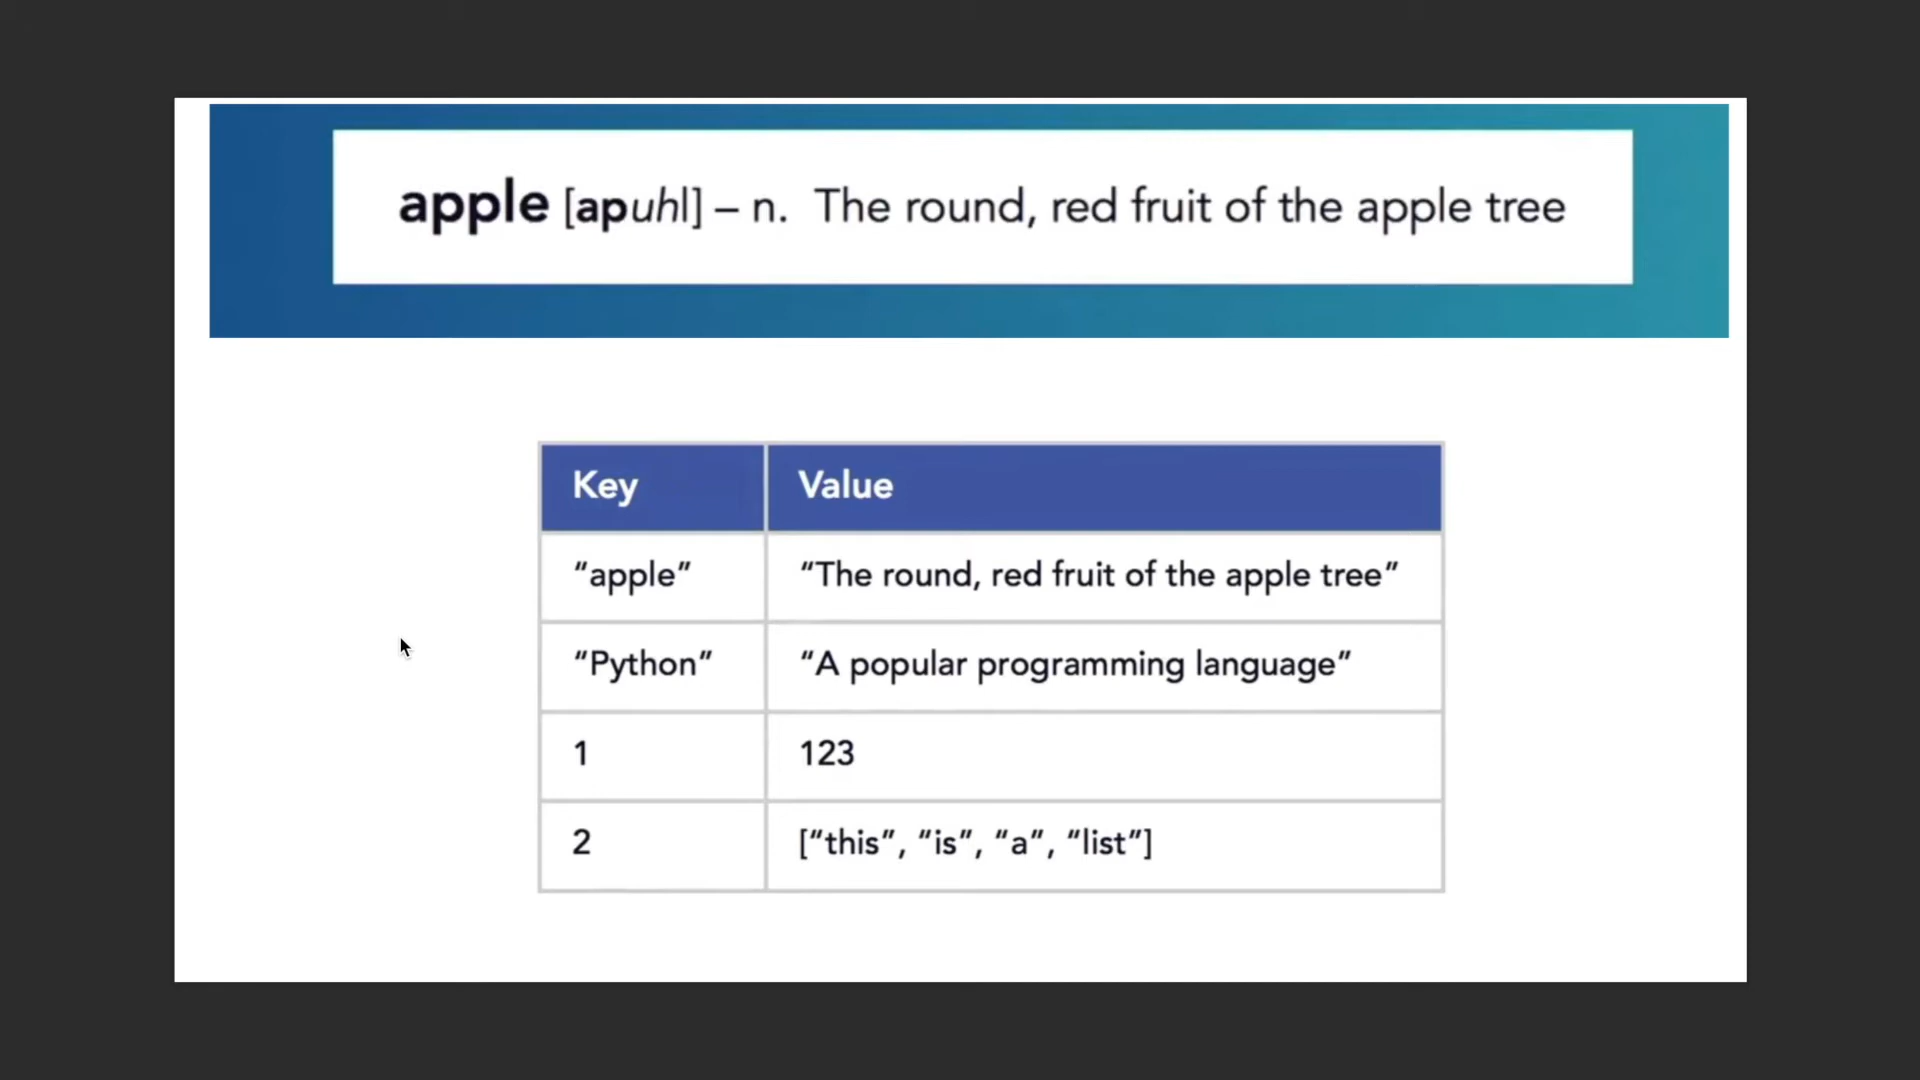 apple [apuhl] – n. The round, red fruit of the apple tree
Key Value
“apple” “The round, red fruit of the apple tree”
“Python” “A popular programming language”
1 123
2 [“this”, “is”, “a”, “list”]